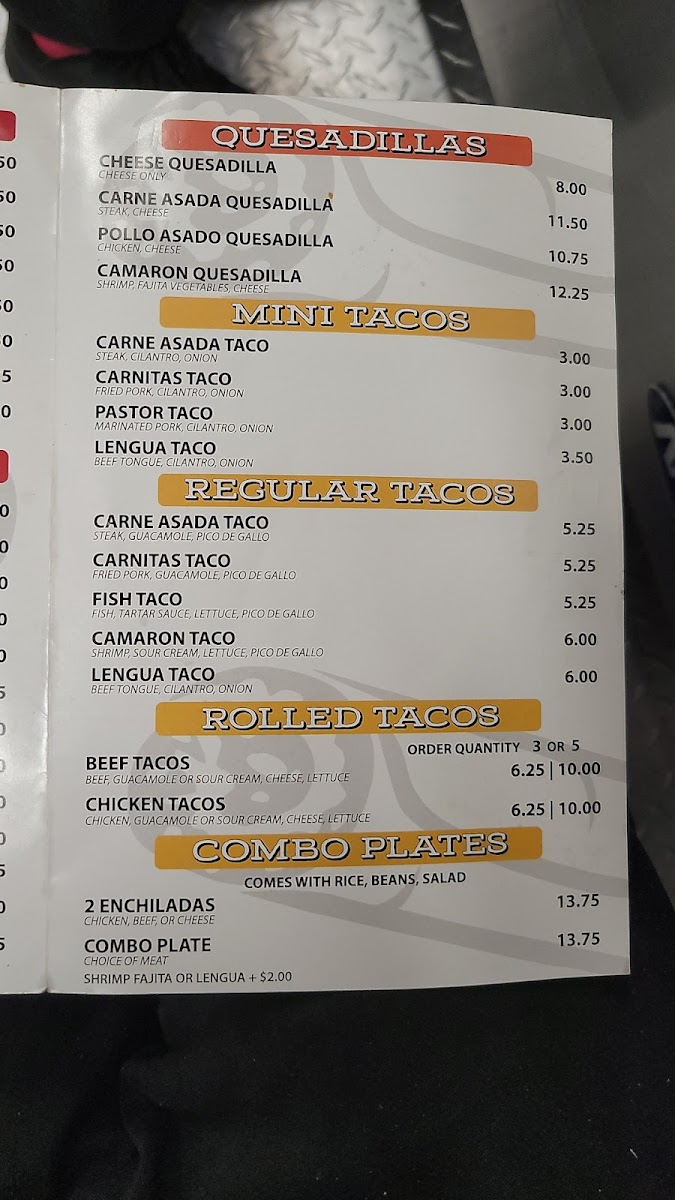 QUESADILLAS
CHEESE QUESADILLA
CHEESE ONLY
8.00
CARNE ASADA QUESADILLA
STEAK, CHEESE
11.50
POLLO ASADO QUESADILLA
CHICKEN, CHEESE
10.75
CAMARON QUESADILLA
SHRIMP, FAJITA VEGETABLES, CHEESE
12.25
MINI TACOS
CARNE ASADA TACO
STEAK, CILANTRO, ONION
3.00
CARNITAS TACO
FRIED PORK, CILANTRO, ONION
3.00
PASTOR TACO
MARINATED PORK, CILANTRO, ONION
3.00
LENGUA TACO
BEEF TONGUE, CILANTRO, ONION
3.50
REGULAR TACOS
CARNE ASADA TACO
STEAK, GUACAMOLE, PICO DE GALLO
5.25
CARNITAS TACO
FRIED PORK, GUACAMOLE, PICO DE GALLO
5.25
FISH TACO
FISH, TARTAR SAUCE, LETTUCE, PICO DE GALLO
5.25
CAMARON TACO
SHRIMP, SOUR CREAM, LETTUCE, PICO DE GALLO
6.00
LENGUA TACO
BEEF TONGUE, CILANTRO, ONION
6.00
ROLLED TACOS
ORDER QUANTITY 3 OR 5
BEEF TACOS
BEEF, GUACAMOLE OR SOUR CREAM, CHEESE, LETTUCE
6.25 | 10.00
CHICKEN TACOS
CHICKEN, GUACAMOLE OR SOUR CREAM, CHEESE, LETTUCE
6.25 | 10.00
COMBO PLATES
COMES WITH RICE, BEANS, SALAD
2 ENCHILADAS
CHICKEN, BEEF, OR CHEESE
13.75
COMBO PLATE
CHOICE OF MEAT
13.75
SHRIMP FAJITA OR LENGUA + $2.00